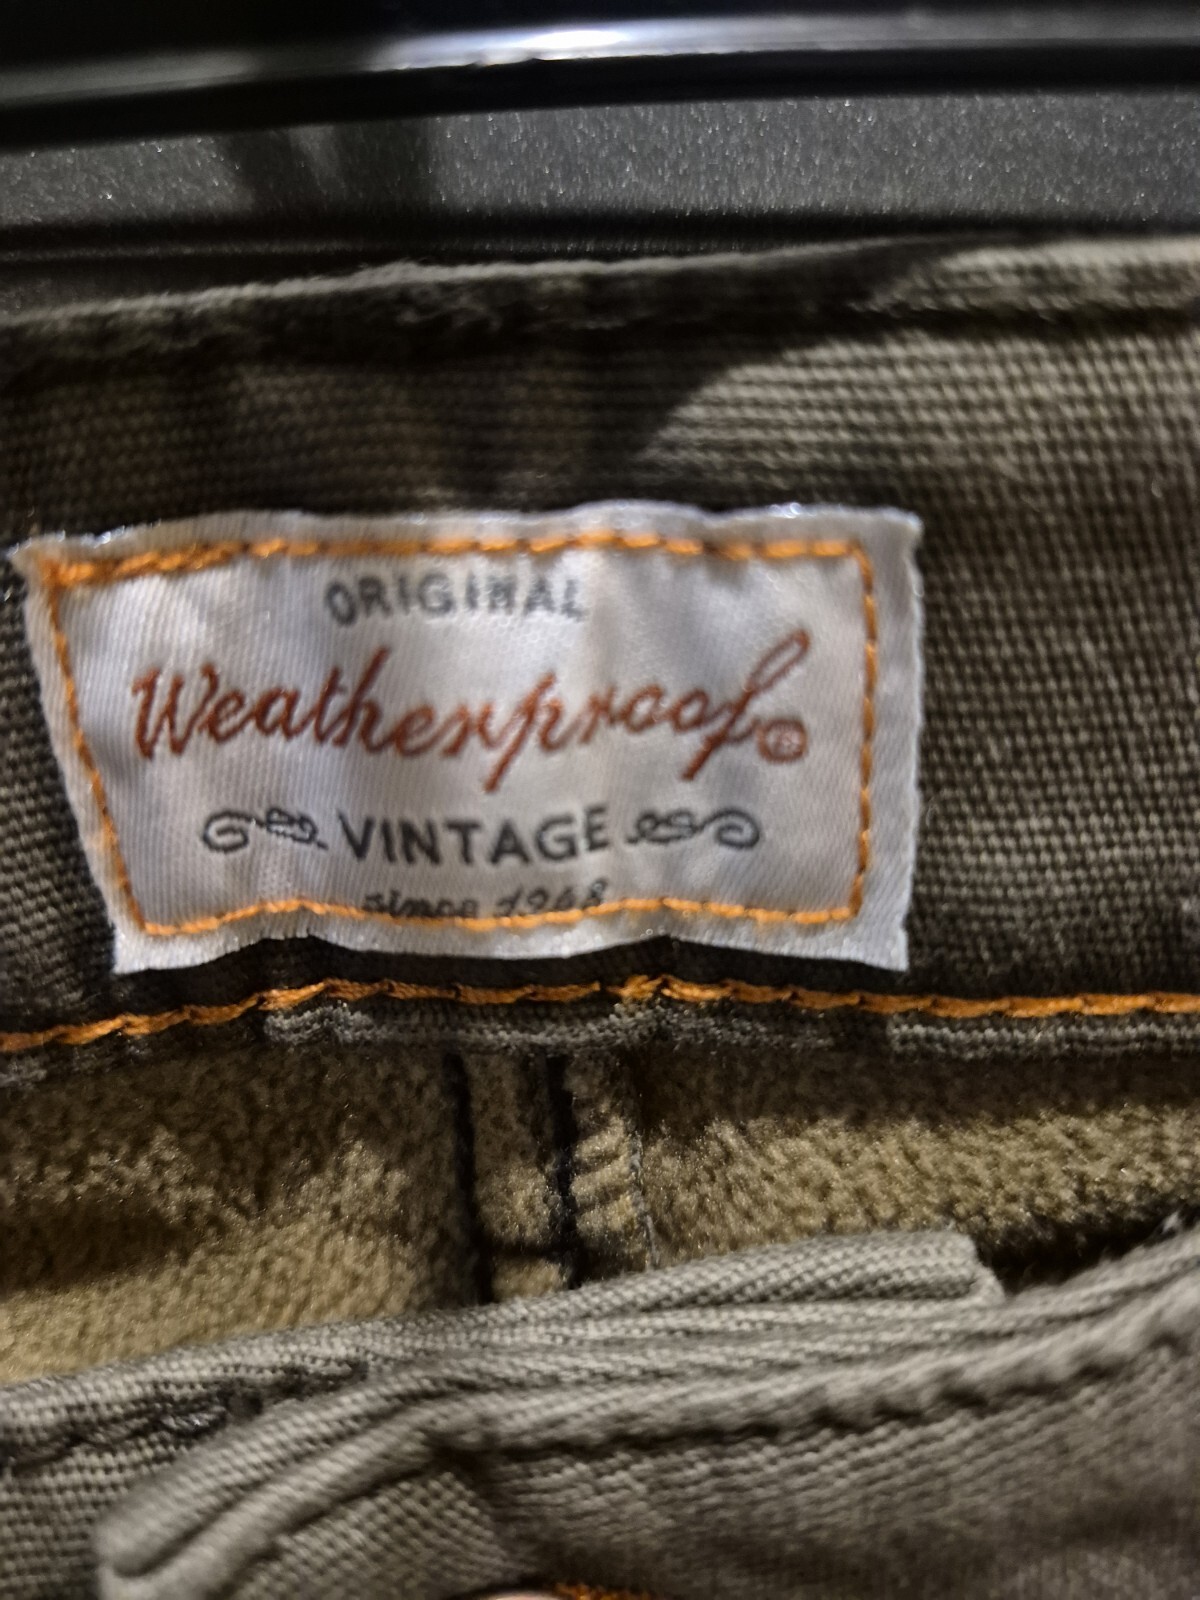 ORIGINAL
Weatherproof®
VINTAGE
since 1948